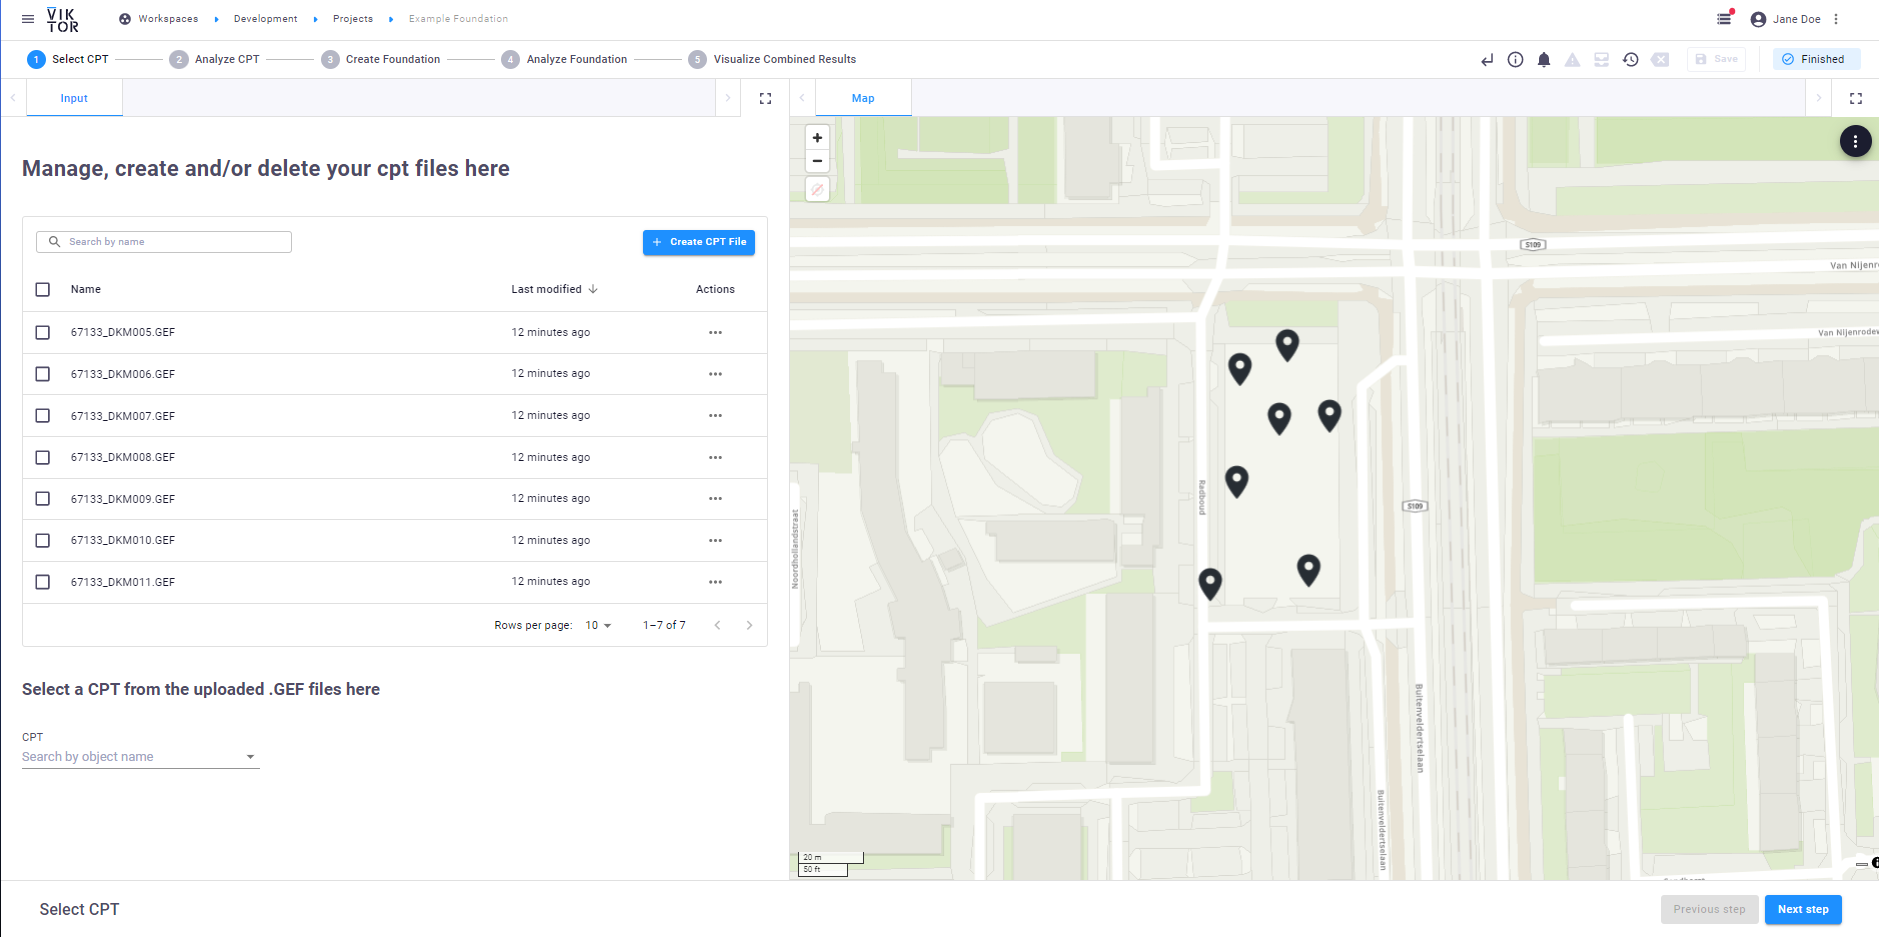 VIKTOR
Workspaces
Development
Projects
Example Foundation
Jane Doe
1 Select CPT
2 Analyze CPT
3 Create Foundation
4 Analyze Foundation
5 Visualize Combined Results
Save
Finished
Input
Map
Manage, create and/or delete your cpt files here
Search by name
+ Create CPT File
Name
Last modified
Actions
67133_DKM005.GEF
12 minutes ago
67133_DKM006.GEF
12 minutes ago
67133_DKM007.GEF
12 minutes ago
67133_DKM008.GEF
12 minutes ago
67133_DKM009.GEF
12 minutes ago
67133_DKM010.GEF
12 minutes ago
67133_DKM011.GEF
12 minutes ago
Rows per page: 10
1–7 of 7
Select a CPT from the uploaded .GEF files here
CPT
Search by object name
S109
Van Nijenro
Van Nijenrodew
Radboud
S109
Noordhollandstraat
Buitenveldertselaan
Buitenveldertselaan
20 m
50 ft
Select CPT
Previous step
Next step